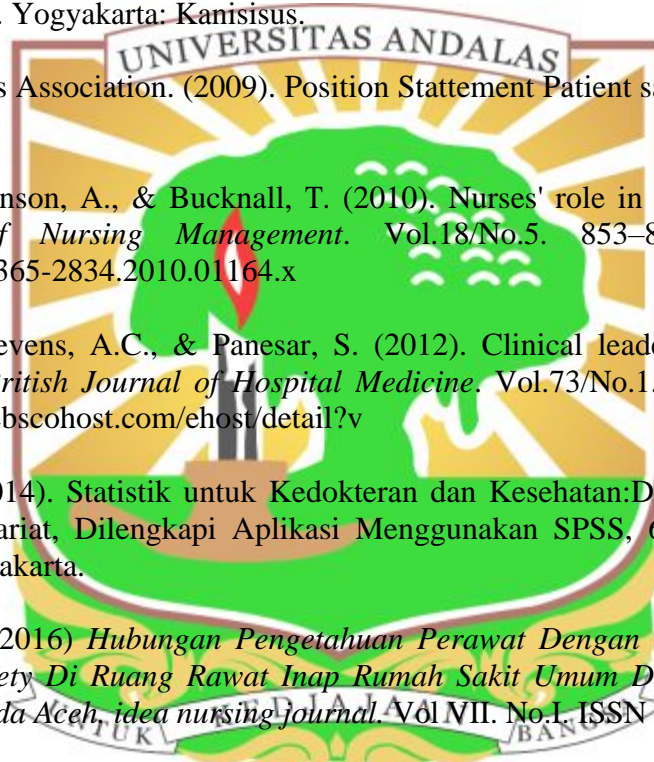 . Yogyakarta: Kanisisus.
UNIVERSITAS ANDALAS
s Association. (2009). Position Stattement Patient sa
nson, A., & Bucknall, T. (2010). Nurses' role in
f Nursing Management. Vol.18/No.5. 853–8
365-2834.2010.01164.x
evens, A.C., & Panesar, S. (2012). Clinical leade
British Journal of Hospital Medicine. Vol.73/No.1.
bscohost.com/ehost/detail?v
014). Statistik untuk Kedokteran dan Kesehatan:D
ariat, Dilengkapi Aplikasi Menggunakan SPSS, 6
akarta.
2016) Hubungan Pengetahuan Perawat Dengan
ety Di Ruang Rawat Inap Rumah Sakit Umum D
da Aceh, idea nursing journal. Vol VII. No.I. ISSN
UNTUK BANGSA